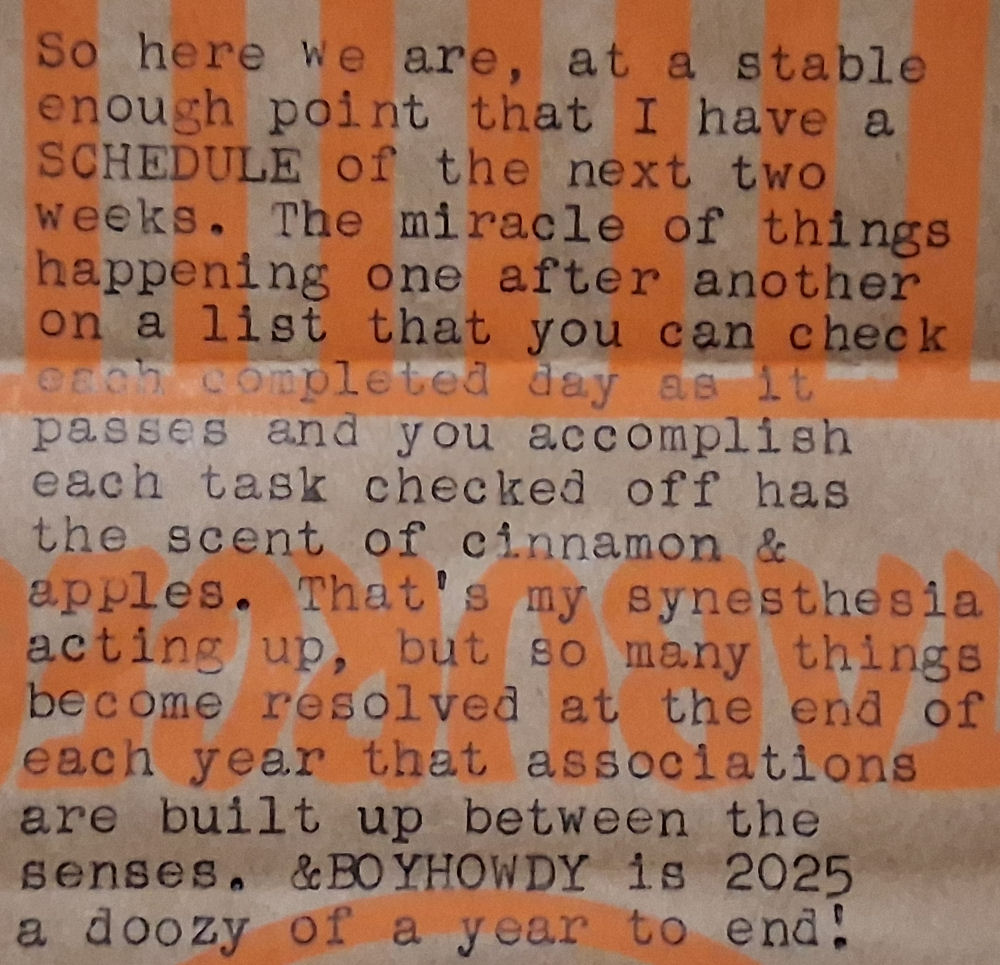 So here we are, at a stable
enough point that I have a
SCHEDULE of the next two
weeks. The miracle of things
happening one after another
on a list that you can check
each completed day as it
passes and you accomplish
each task checked off has
the scent of cinnamon &
apples. That's my synesthesia
acting up, but so many things
become resolved at the end of
each year that associations
are built up between the
senses. &BOYHOWDY is 2025
a doozy of a year to end!